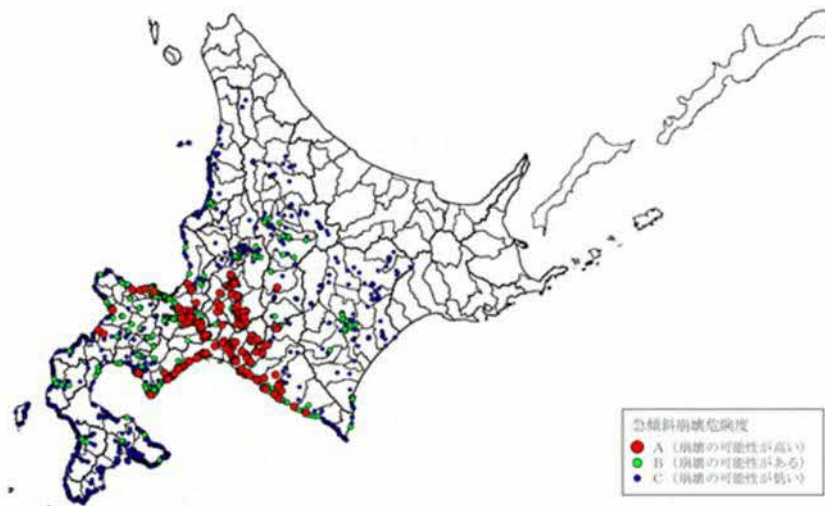 急傾斜崩壊危険度
A（崩壊の可能性が高い）
B（崩壊の可能性がある）
C（崩壊の可能性が低い）